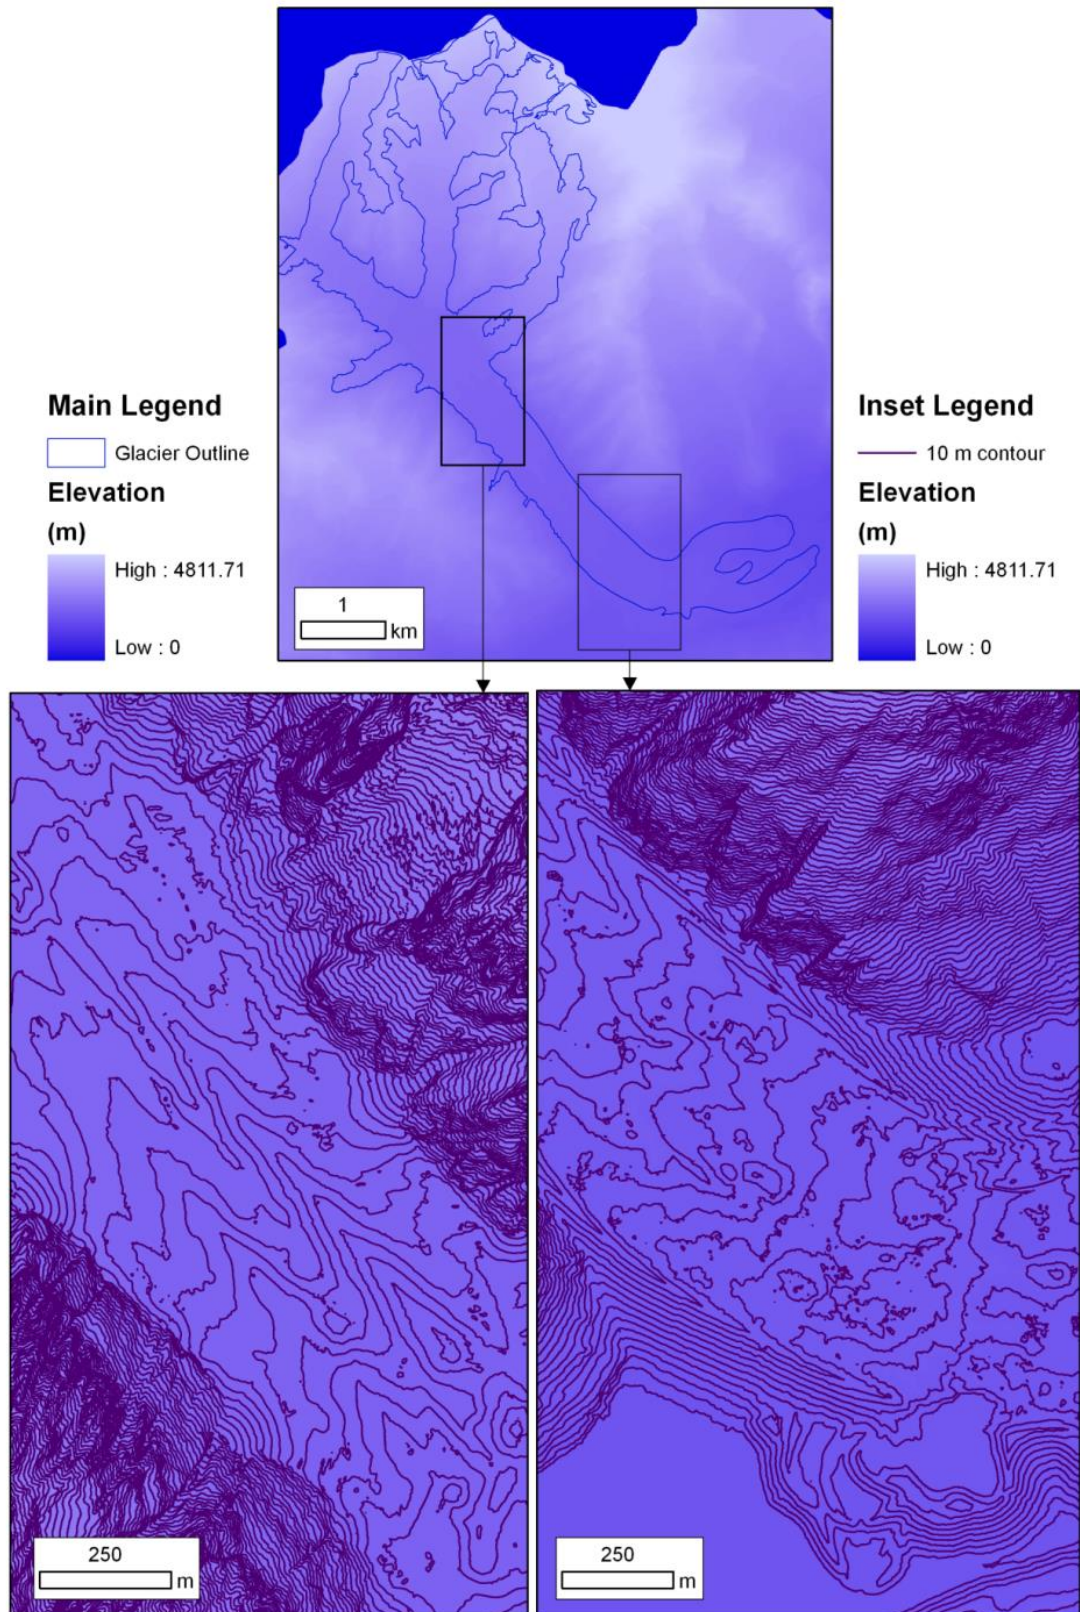 1
km
Main Legend
Glacier Outline
Elevation
(m)
High : 4811.71
Low : 0
Inset Legend
10 m contour
Elevation
(m)
High : 4811.71
Low : 0
250
m
250
m